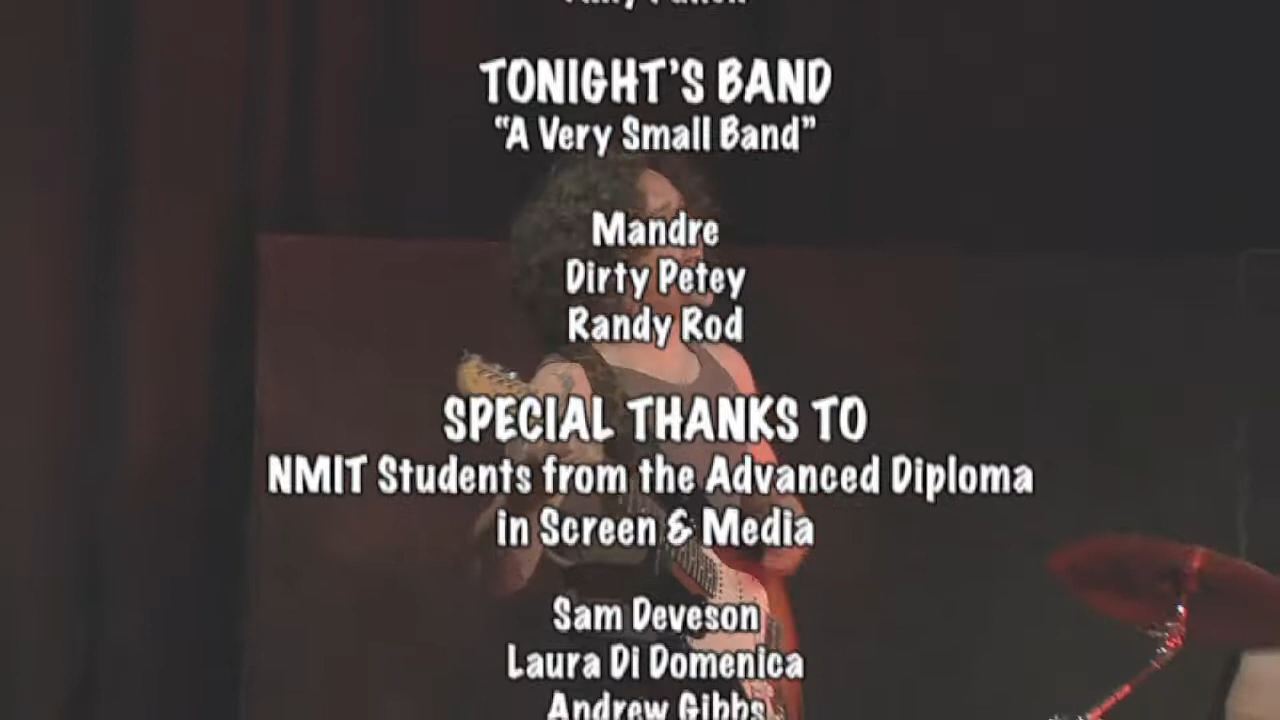 TONIGHT'S BAND
"A Very Small Band"
Mandre
Dirty Petey
Randy Rod
SPECIAL THANKS TO
NMIT Students from the Advanced Diploma
in Screen & Media
Sam Deveson
Laura Di Domenica
Andrew Gibbs